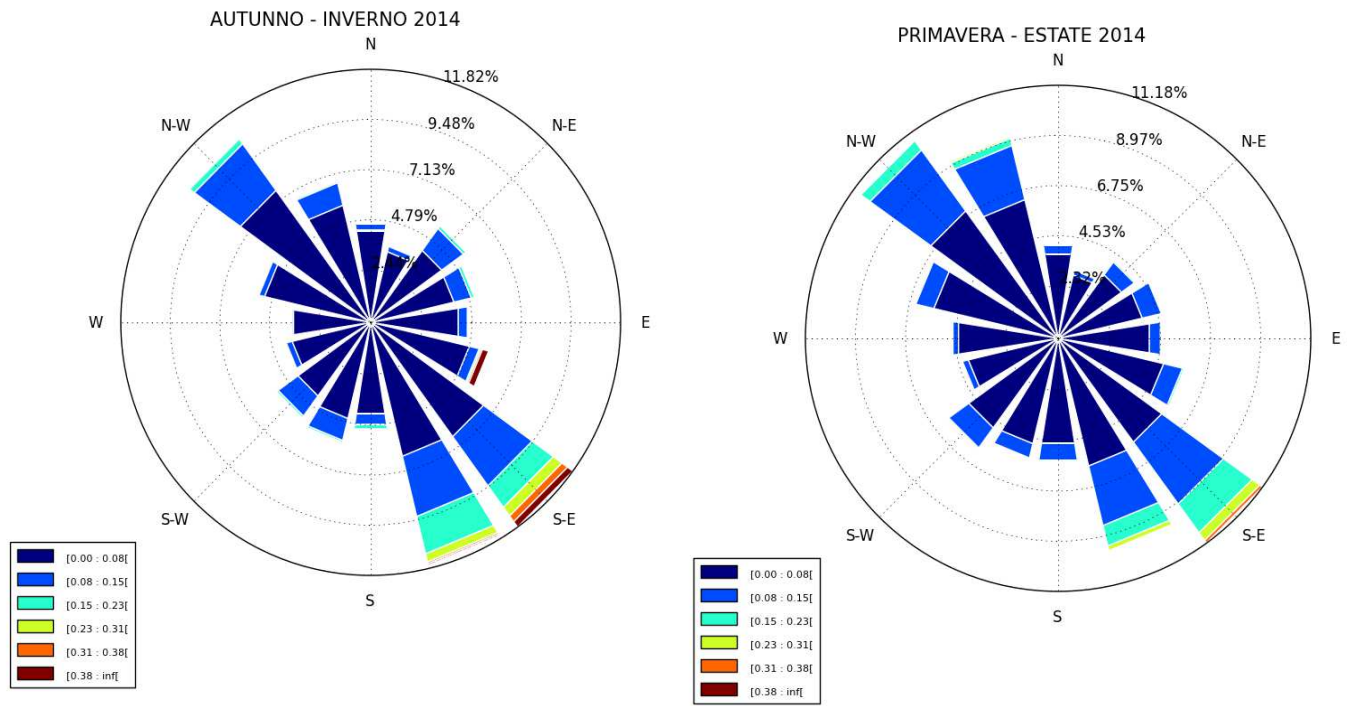 AUTUNNO - INVERNO 2014
N
11.82%
N-W
N-E
9.48%
7.13%
4.79%
W
E
S-W
S-E
S
[0.00 : 0.08[
[0.08 : 0.15[
[0.15 : 0.23[
[0.23 : 0.31[
[0.31 : 0.38[
[0.38 : inf[
PRIMAVERA - ESTATE 2014
N
11.18%
N-W
N-E
8.97%
6.75%
4.53%
W
E
S-W
S-E
S
[0.00 : 0.08[
[0.08 : 0.15[
[0.15 : 0.23[
[0.23 : 0.31[
[0.31 : 0.38[
[0.38 : inf[